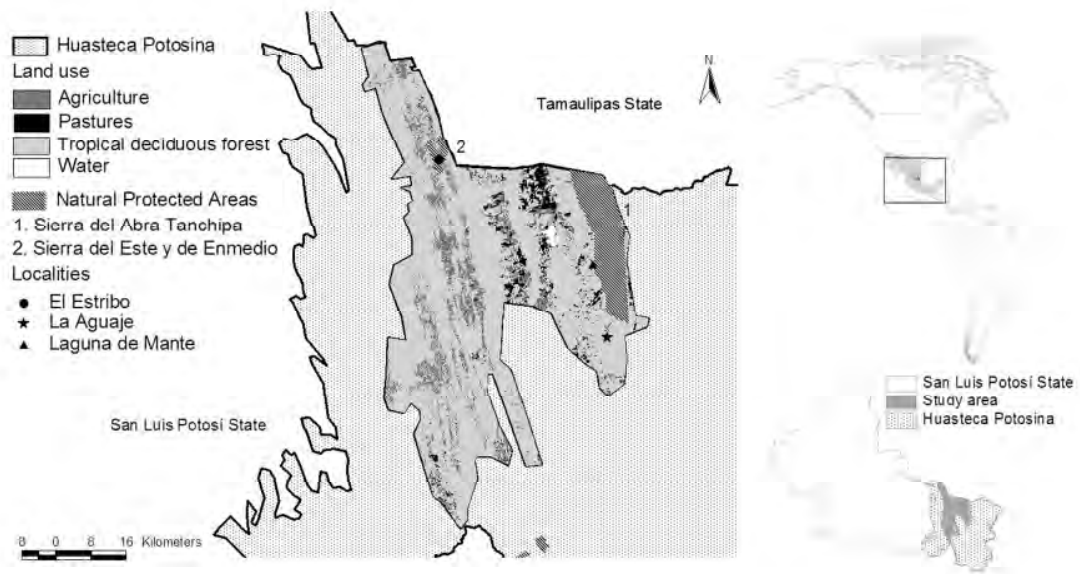 Huasteca Potosina
Land use
Agriculture
Pastures
Tropical deciduous forest
Water
Natural Protected Areas
1. Sierra del Abra Tanchipa
2. Sierra del Este y de Enmedio
Localities
El Estribo
La Aguaje
Laguna de Mante
San Luis Potosí State
8 0 8 16 Kilometers
Tamaulipas State
N
2
1
San Luis Potosí State
Study area
Huasteca Potosina